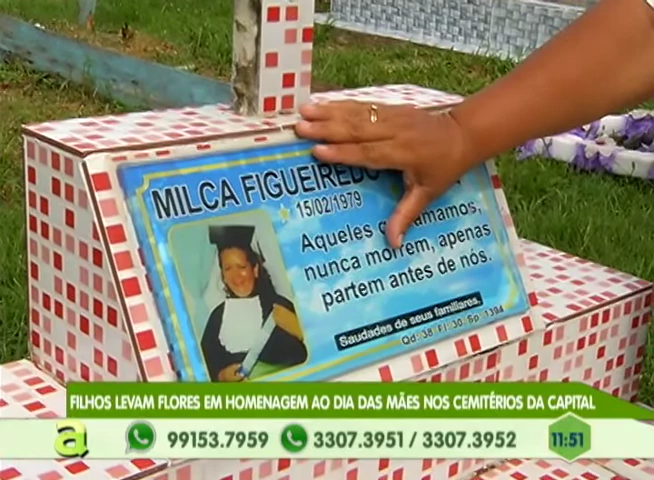 MILCA FIGUEIREDO
15/02/1979
Aqueles q amamos,
nunca morrem, apenas
partem antes de nós.
Saudades de seus familiares.
Qd: 38 Fl: 30 Sp: 1394
FILHOS LEVAM FLORES EM HOMENAGEM AO DIA DAS MÃES NOS CEMITÉRIOS DA CAPITAL
a 99153.7959 3307.3951 / 3307.3952 11:51